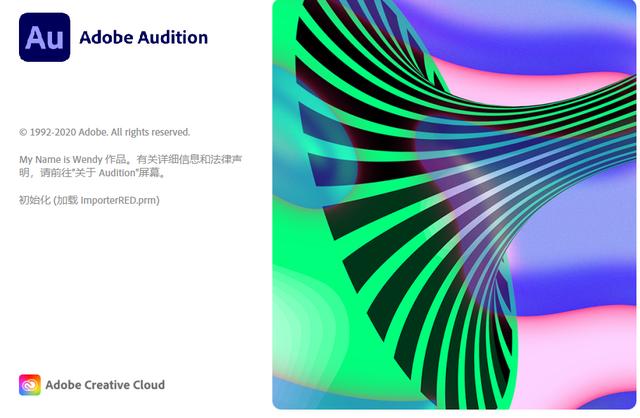 Au Adobe Audition
© 1992-2020 Adobe. All rights reserved.
My Name is Wendy 作品。有关详细信息和法律声
明，请前往"关于 Audition"屏幕。
初始化 (加载 ImporterRED.prm)
Adobe Creative Cloud